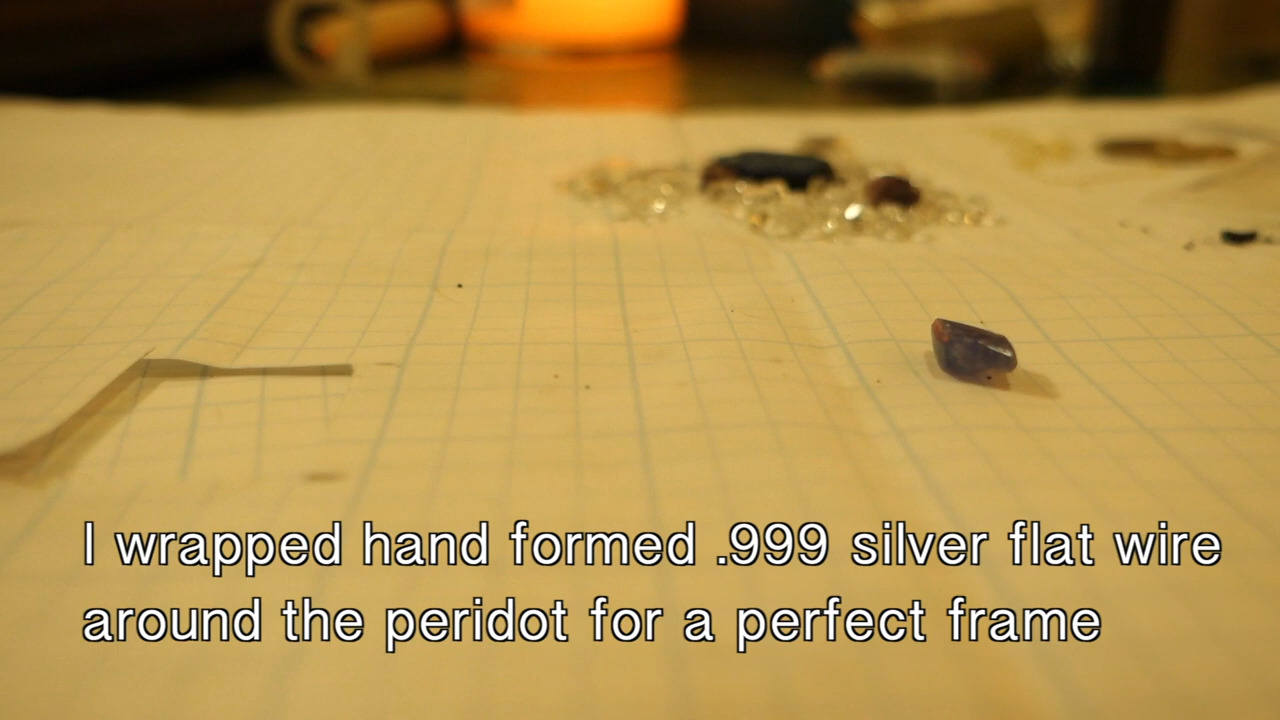 I wrapped hand formed .999 silver flat wire
around the peridot for a perfect frame